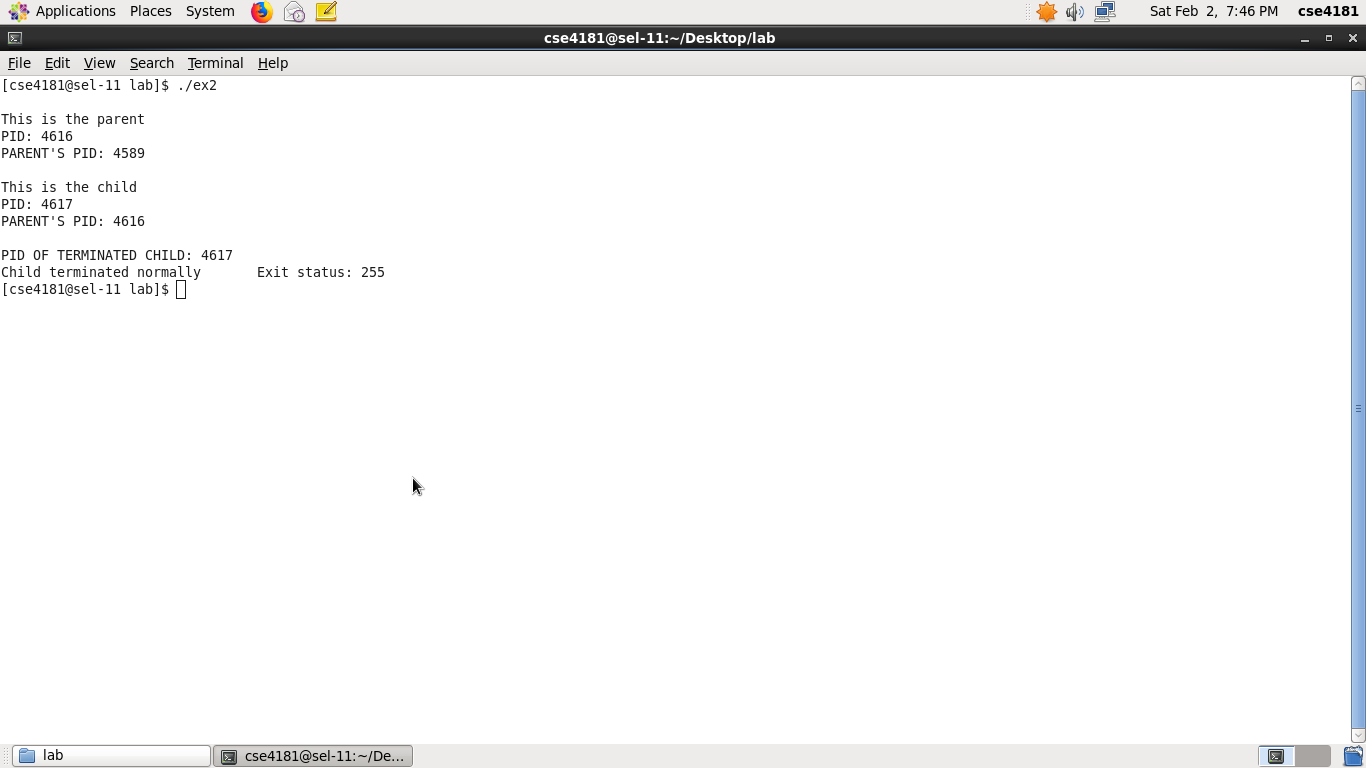 Applications Places System Sat Feb 2, 7:46 PM cse4181
cse4181@sel-11:~/Desktop/lab
File Edit View Search Terminal Help
[cse4181@sel-11 lab]$ ./ex2
This is the parent
PID: 4616
PARENT'S PID: 4589
This is the child
PID: 4617
PARENT'S PID: 4616
PID OF TERMINATED CHILD: 4617
Child terminated normally Exit status: 255
[cse4181@sel-11 lab]$
lab cse4181@sel-11:~/De...